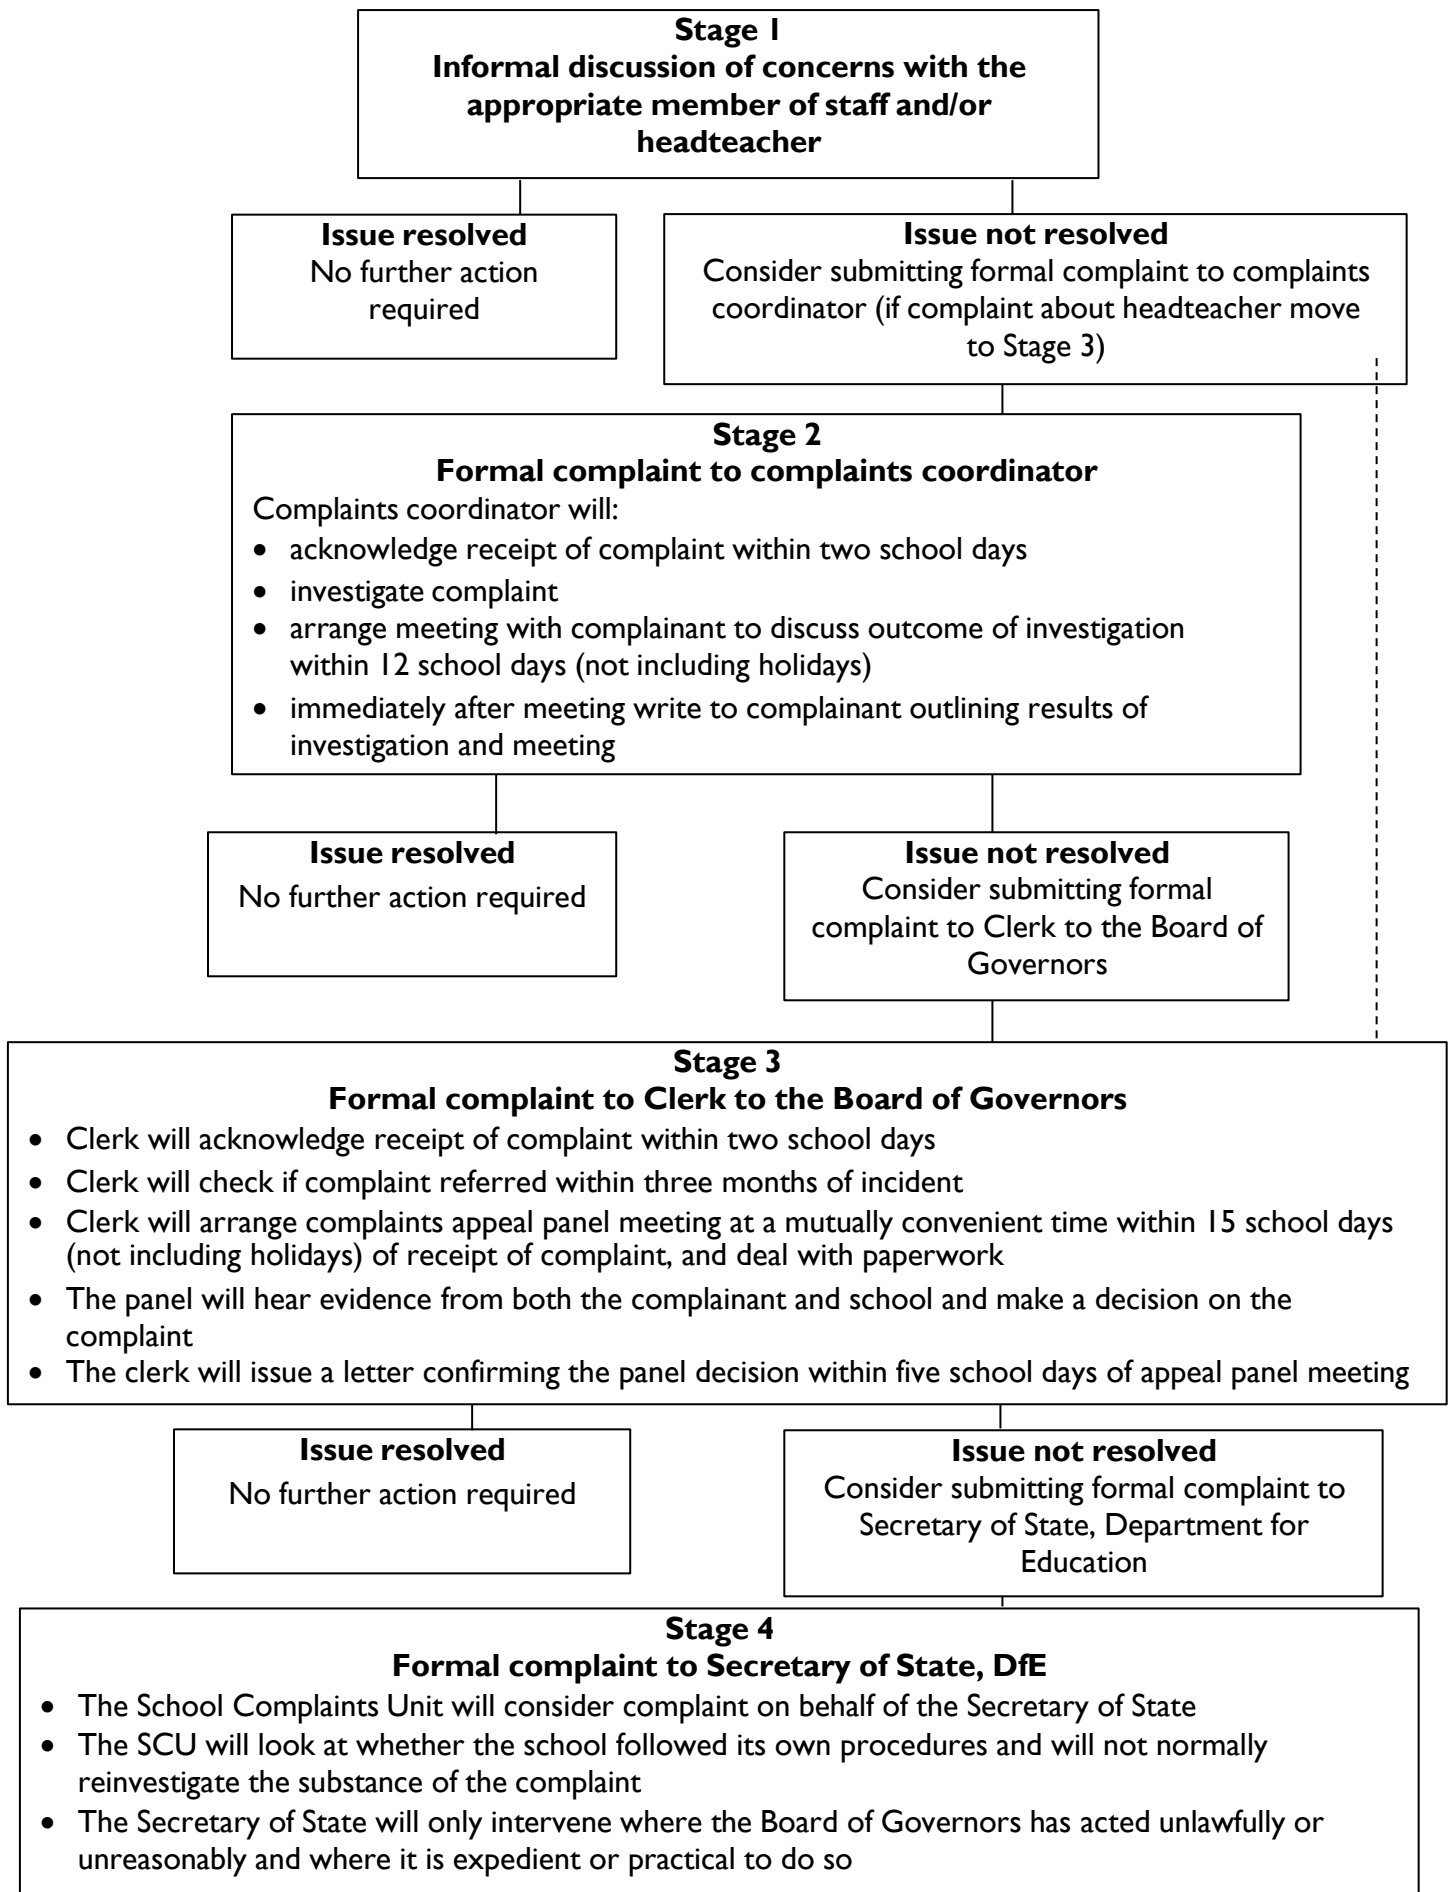 Stage 1
Informal discussion of concerns with the
appropriate member of staff and/or
headteacher
Issue resolved
No further action
required
Issue not resolved
Consider submitting formal complaint to complaints
coordinator (if complaint about headteacher move
to Stage 3)
Stage 2
Formal complaint to complaints coordinator
Complaints coordinator will:
• acknowledge receipt of complaint within two school days
• investigate complaint
• arrange meeting with complainant to discuss outcome of investigation
within 12 school days (not including holidays)
• immediately after meeting write to complainant outlining results of
investigation and meeting
Issue resolved
No further action required
Issue not resolved
Consider submitting formal
complaint to Clerk to the Board of
Governors
Stage 3
Formal complaint to Clerk to the Board of Governors
• Clerk will acknowledge receipt of complaint within two school days
• Clerk will check if complaint referred within three months of incident
• Clerk will arrange complaints appeal panel meeting at a mutually convenient time within 15 school days
(not including holidays) of receipt of complaint, and deal with paperwork
• The panel will hear evidence from both the complainant and school and make a decision on the
complaint
• The clerk will issue a letter confirming the panel decision within five school days of appeal panel meeting
Issue resolved
No further action required
Issue not resolved
Consider submitting formal complaint to
Secretary of State, Department for
Education
Stage 4
Formal complaint to Secretary of State, DfE
• The School Complaints Unit will consider complaint on behalf of the Secretary of State
• The SCU will look at whether the school followed its own procedures and will not normally
reinvestigate the substance of the complaint
• The Secretary of State will only intervene where the Board of Governors has acted unlawfully or
unreasonably and where it is expedient or practical to do so